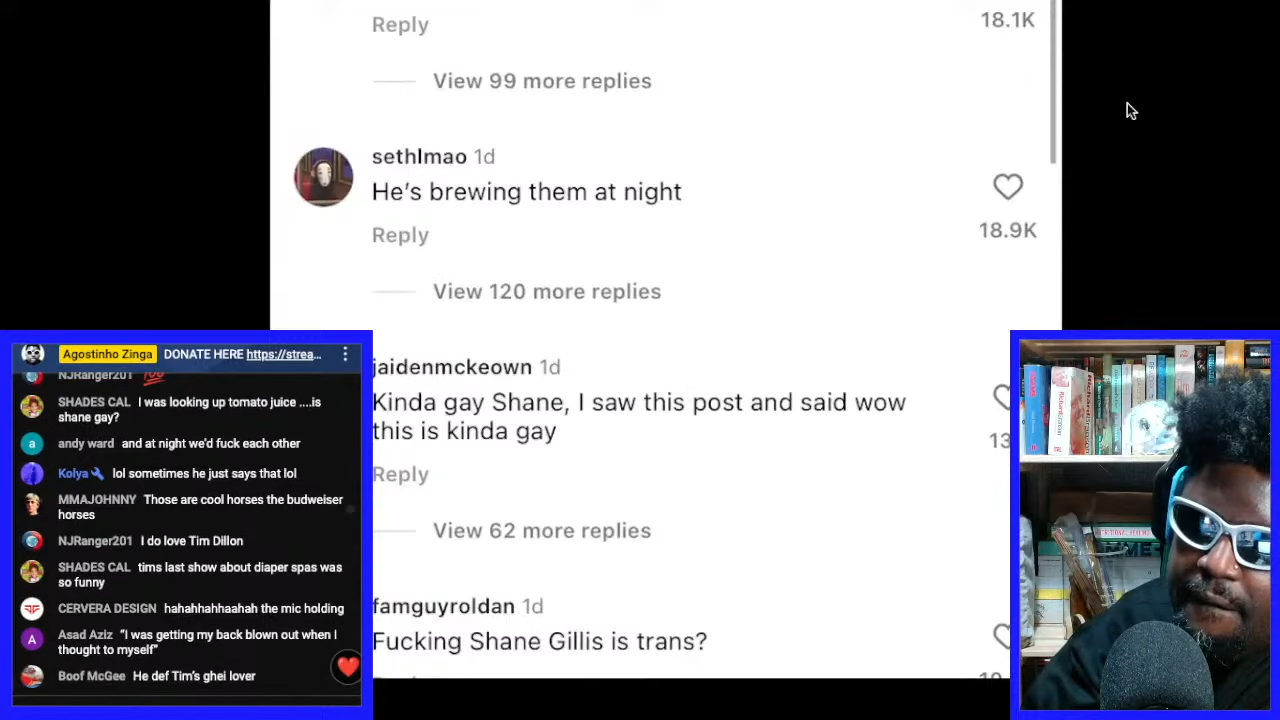 Reply
18.1K
View 99 more replies
sethlmao 1d
He's brewing them at night
Reply
18.9K
View 120 more replies
jaidenmckeown 1d
Kinda gay Shane, I saw this post and said wow
this is kinda gay
13
Reply
View 62 more replies
famguyroldan 1d
Fucking Shane Gillis is trans?
Agostinho Zinga DONATE HERE https://strea...
NJRanger201 💯
SHADES CAL I was looking up tomato juice ....is
shane gay?
andy ward and at night we'd fuck each other
Kolya lol sometimes he just says that lol
MMAJOHNNY Those are cool horses the budweiser
horses
NJRanger201 I do love Tim Dillon
SHADES CAL tims last show about diaper spas was
so funny
CERVERA DESIGN hahahhahhaahah the mic holding
Asad Aziz "I was getting my back blown out when I
thought to myself"
Boof McGee He def Tim's ghei lover